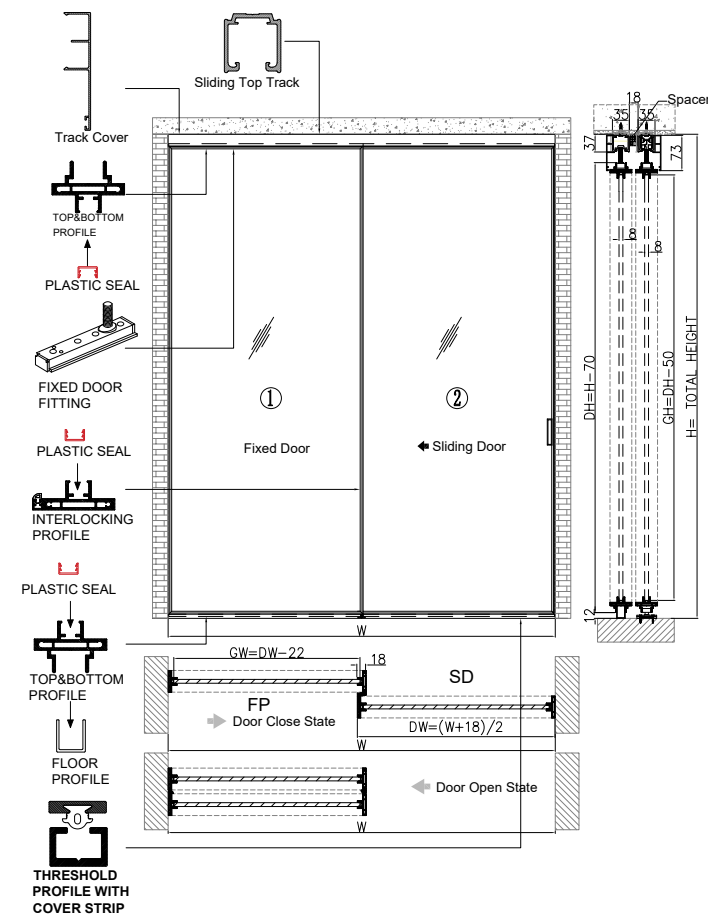 Sliding Top Track
Track Cover
TOP&BOTTOM
PROFILE
PLASTIC SEAL
FIXED DOOR
FITTING
PLASTIC SEAL
INTERLOCKING
PROFILE
PLASTIC SEAL
TOP&BOTTOM
PROFILE
FLOOR
PROFILE
THRESHOLD
PROFILE WITH
COVER STRIP
①
Fixed Door
②
Sliding Door
18
Spacer
35
35
37
73
8
8
DH=H-70
GH=DH-50
H= TOTAL HEIGHT
12
W
GW=DW-22
18
SD
FP
Door Close State
DW=(W+18)/2
W
Door Open State
W